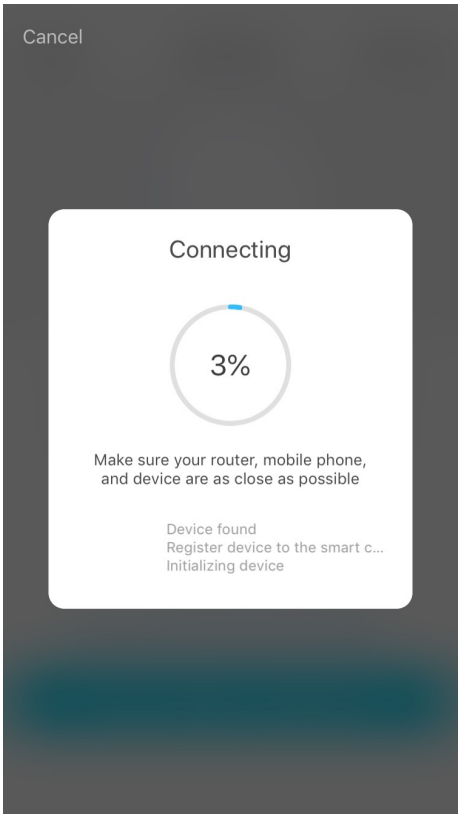 Cancel
Connecting
3%
Make sure your router, mobile phone,
and device are as close as possible
Device found
Register device to the smart c...
Initializing device